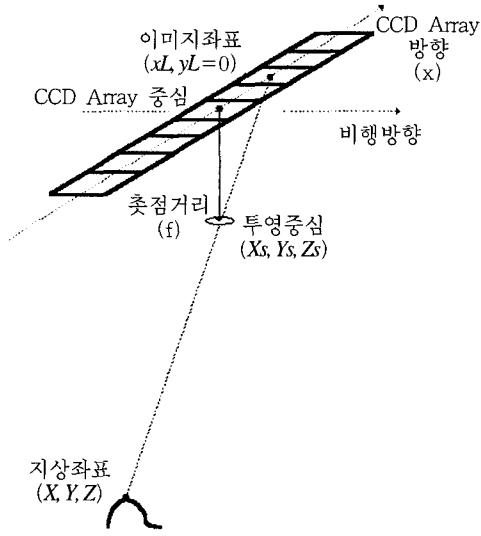 이미지좌표
(xL, yL=0)
CCD Array
방향
(x)
CCD Array 중심
비행방향
촛점거리
(f)
투영중심
(Xs, Ys, Zs)
지상좌표
(X, Y, Z)